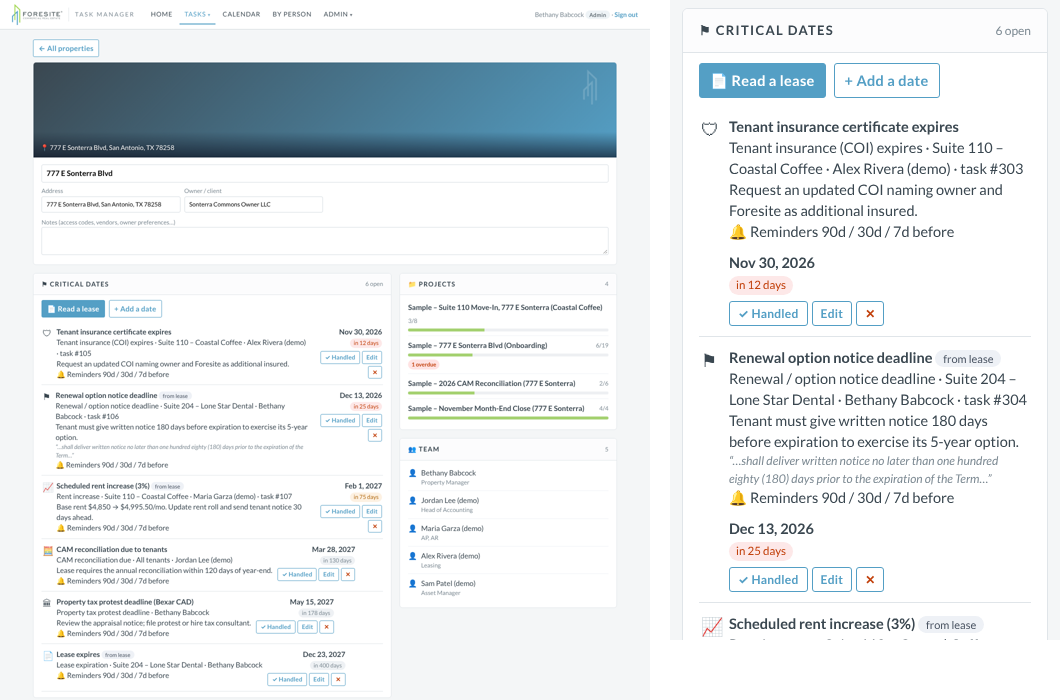 FORESITE
TASK MANAGER
HOME
TASKS
CALENDAR
BY PERSON
ADMIN
Bethany Babcock Admin · Sign out
← All properties
777 E Sonterra Blvd, San Antonio, TX 78258
777 E Sonterra Blvd
Address
Owner / client
777 E Sonterra Blvd, San Antonio, TX 78258
Sonterra Commons Owner LLC
Notes (access codes, vendors, owner preferences...)
CRITICAL DATES
6 open
Read a lease
+ Add a date
Tenant insurance certificate expires
Nov 30, 2026
Tenant insurance (COI) expires · Suite 110 – Coastal Coffee · Alex Rivera (demo)
in 12 days
· task #105
✓ Handled
Edit
Request an updated COI naming owner and Foresite as additional insured.
Reminders 90d / 30d / 7d before
✕
Renewal option notice deadline from lease
Dec 13, 2026
Renewal / option notice deadline · Suite 204 – Lone Star Dental · Bethany
in 25 days
Babcock · task #106
✓ Handled
Edit
Tenant must give written notice 180 days before expiration to exercise its 5-year
✕
option.
"...shall deliver written notice no later than one hundred eighty (180) days prior to the expiration of the
Term..."
Reminders 90d / 30d / 7d before
Scheduled rent increase (3%) from lease
Feb 1, 2027
Rent increase · Suite 110 – Coastal Coffee · Maria Garza (demo) · task #107
in 75 days
Base rent $4,850 → $4,995.50/mo. Update rent roll and send tenant notice 30
✓ Handled
Edit
days ahead.
✕
Reminders 90d / 30d / 7d before
CAM reconciliation due to tenants
Mar 28, 2027
CAM reconciliation due · All tenants · Jordan Lee (demo)
in 130 days
Lease requires the annual reconciliation within 120 days of year-end.
✓ Handled
Edit
✕
Reminders 90d / 30d / 7d before
Property tax protest deadline (Bexar CAD)
May 15, 2027
Property tax protest deadline · Bethany Babcock
in 178 days
Review the appraisal notice; file protest or hire tax consultant.
✓ Handled
Edit
✕
Reminders 90d / 30d / 7d before
Lease expires from lease
Dec 23, 2027
Lease expiration · Suite 204 – Lone Star Dental · Bethany Babcock
in 400 days
Reminders 90d / 30d / 7d before
✓ Handled
Edit
✕
PROJECTS
4
Sample – Suite 110 Move-In, 777 E Sonterra (Coastal Coffee)
3/8
Sample – 777 E Sonterra Blvd (Onboarding)
6/19
1 overdue
Sample – 2026 CAM Reconciliation (777 E Sonterra)
2/6
Sample – November Month-End Close (777 E Sonterra)
4/4
TEAM
5
Bethany Babcock
Property Manager
Jordan Lee (demo)
Head of Accounting
Maria Garza (demo)
AP, AR
Alex Rivera (demo)
Leasing
Sam Patel (demo)
Asset Manager
CRITICAL DATES
6 open
Read a lease
+ Add a date
Tenant insurance certificate expires
Tenant insurance (COI) expires · Suite 110 –
Coastal Coffee · Alex Rivera (demo) · task #303
Request an updated COI naming owner and
Foresite as additional insured.
Reminders 90d / 30d / 7d before
Nov 30, 2026
in 12 days
✓ Handled
Edit
✕
Renewal option notice deadline from lease
Renewal / option notice deadline · Suite 204 –
Lone Star Dental · Bethany Babcock · task #304
Tenant must give written notice 180 days
before expiration to exercise its 5-year option.
"...shall deliver written notice no later than one hundred
eighty (180) days prior to the expiration of the Term..."
Reminders 90d / 30d / 7d before
Dec 13, 2026
in 25 days
✓ Handled
Edit
✕
Scheduled rent increase (3%) from lease